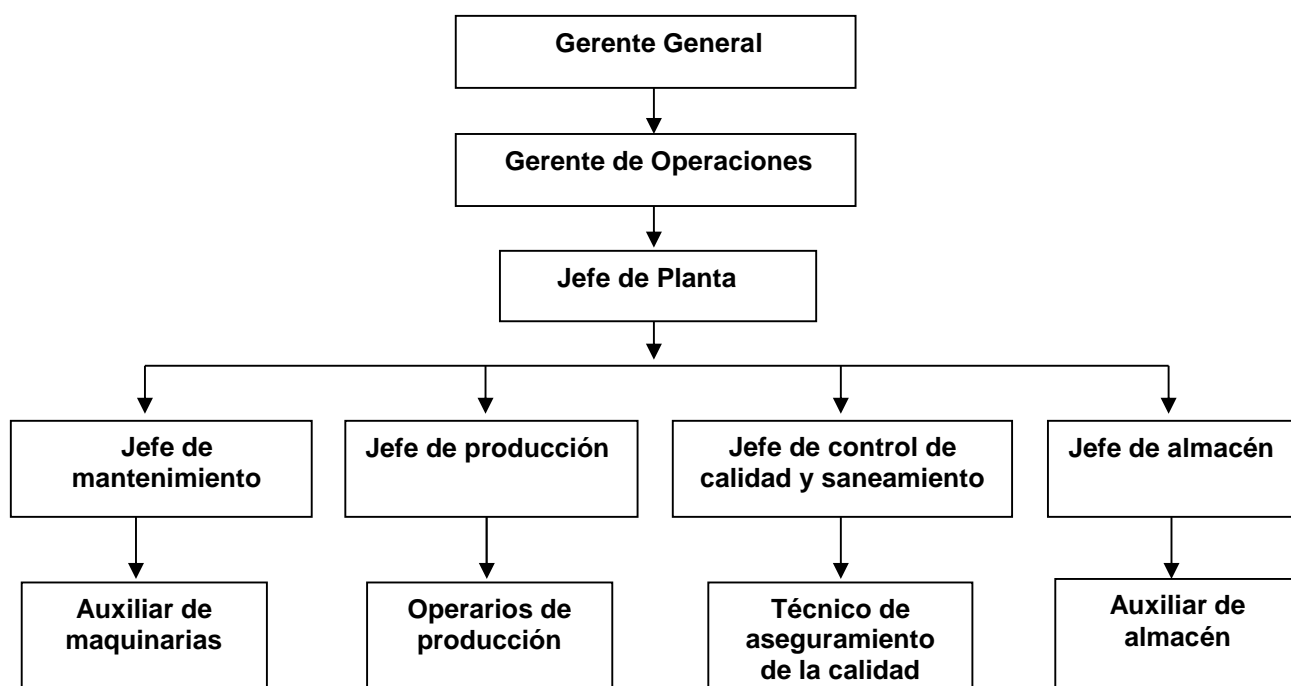 Gerente General
Gerente de Operaciones
Jefe de Planta
Jefe de
mantenimiento
Jefe de producción
Jefe de control de
calidad y saneamiento
Jefe de almacén
Auxiliar de
maquinarias
Operarios de
producción
Técnico de
aseguramiento
de la calidad
Auxiliar de
almacén